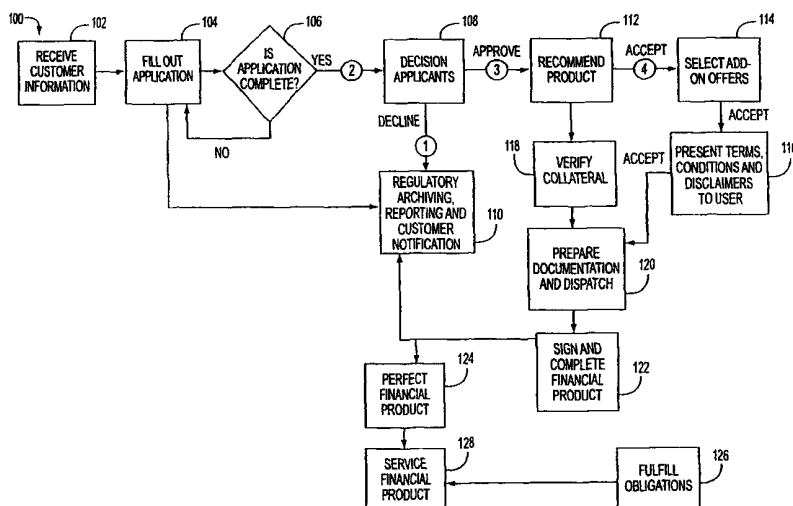 100
102
RECEIVE
CUSTOMER
INFORMATION
104
FILL OUT
APPLICATION
106
IS
APPLICATION
COMPLETE?
YES
2
NO
108
DECISION
APPLICANTS
APPROVE
3
DECLINE
1
112
RECOMMEND
PRODUCT
ACCEPT
4
114
SELECT ADD-
ON OFFERS
ACCEPT
118
VERIFY
COLLATERAL
ACCEPT
PRESENT TERMS,
CONDITIONS AND
DISCLAIMERS
TO USER
REGULATORY
ARCHIVING,
REPORTING AND
CUSTOMER
NOTIFICATION
110
PREPARE
DOCUMENTATION
AND DISPATCH
120
SIGN AND
COMPLETE
FINANCIAL
PRODUCT
122
PERFECT
FINANCIAL
PRODUCT
124
SERVICE
FINANCIAL
PRODUCT
128
FULFILL
OBLIGATIONS
126